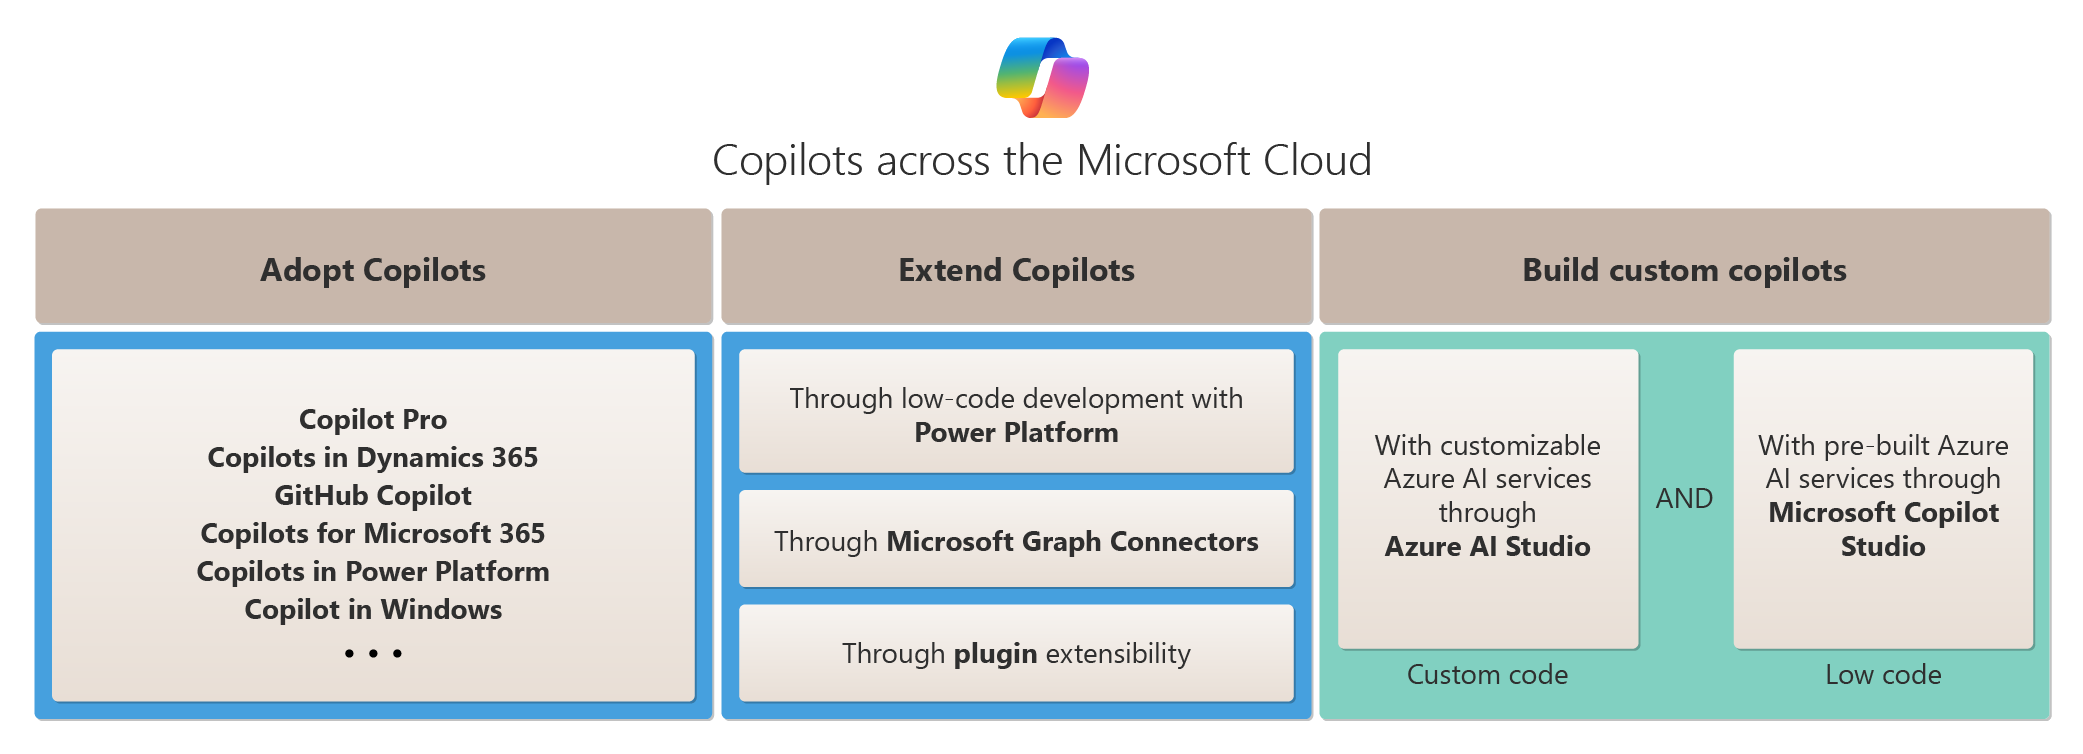 Copilots across the Microsoft Cloud
Adopt Copilots
Copilot Pro
Copilots in Dynamics 365
GitHub Copilot
Copilots for Microsoft 365
Copilots in Power Platform
Copilot in Windows
• • •
Extend Copilots
Through low-code development with
Power Platform
Through Microsoft Graph Connectors
Through plugin extensibility
Build custom copilots
With customizable
Azure AI services
through
Azure AI Studio
Custom code
AND
With pre-built Azure
AI services through
Microsoft Copilot
Studio
Low code